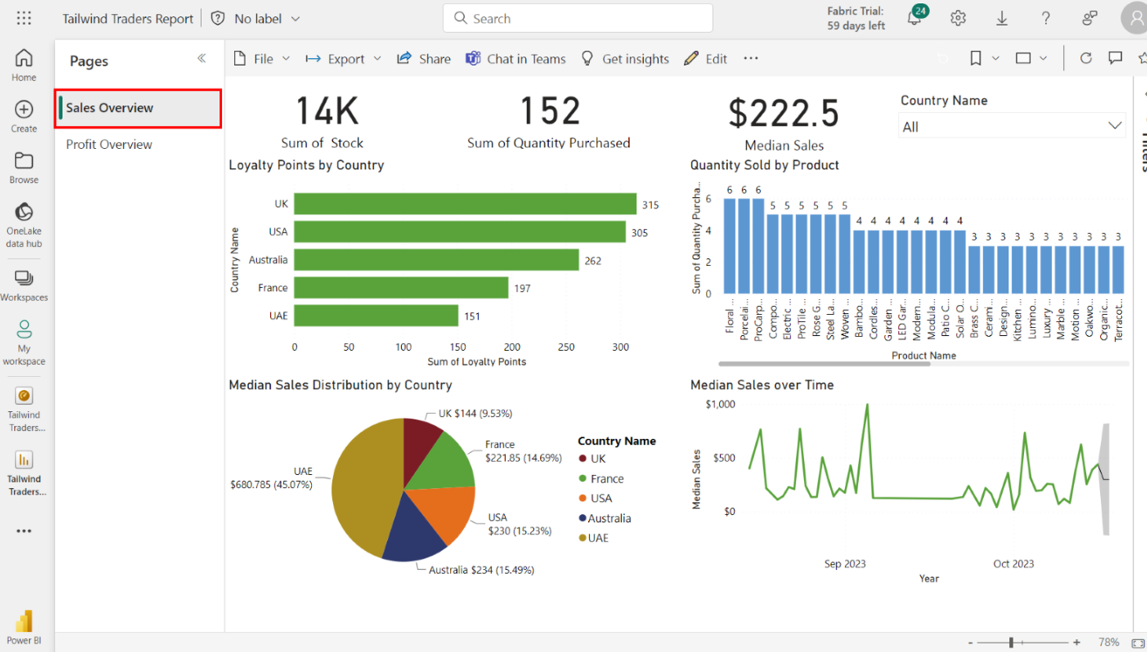 Tailwind Traders Report
No label
Search
Fabric Trial:
59 days left
24
Home
Create
Browse
OneLake
data hub
Workspaces
My
workspace
Tailwind
Traders...
Tailwind
Traders...
Power BI
Pages
Sales Overview
Profit Overview
File
Export
Share
Chat in Teams
Get insights
Edit
14K
Sum of Stock
152
Sum of Quantity Purchased
$222.5
Median Sales
Country Name
All
Filters
Loyalty Points by Country
Country Name
UK
315
USA
305
Australia
262
France
197
UAE
151
0 50 100 150 200 250 300
Sum of Loyalty Points
Quantity Sold by Product
Sum of Quantity Purcha...
6
4
2
0
6 6 6 5 5 5 5 5 5 4 4 4 4 4 4 4 4 3 3 3 3 3 3 3 3 3 3 3
Floral ...
Porcelai...
ProCarp...
Compo...
Electric ...
ProTile ...
Rose G...
Steel La...
Woven ...
Bambo...
Cordles...
Garden ...
LED Gar...
Modern...
Modula...
Patio C...
Solar O...
Brass C...
Cerami...
Design...
Kitchen ...
Lumino...
Luxury ...
Marble ...
Motion ...
Oakwo...
Organic...
Terracot...
Product Name
Median Sales Distribution by Country
UK $144 (9.53%)
France
$221.85 (14.69%)
USA
$230 (15.23%)
Australia $234 (15.49%)
UAE
$680.785 (45.07%)
Country Name
UK
France
USA
Australia
UAE
Median Sales over Time
Median Sales
$1,000
$500
$0
Sep 2023
Oct 2023
Year
- + 78%